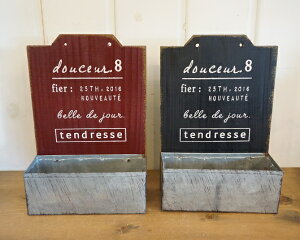 douceur.8
fier : 25TH. 2016
NOUVEAUTÉ
belle de jour.
tendresse
douceur.8
fier : 25TH. 2016
NOUVEAUTÉ
belle de jour.
tendresse